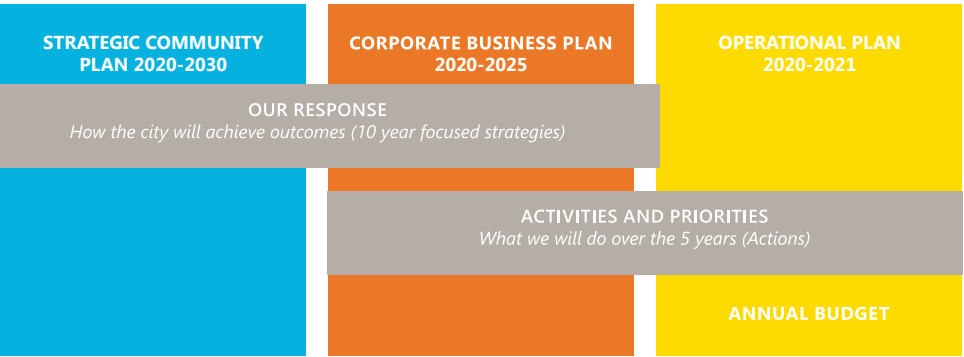 STRATEGIC COMMUNITY
PLAN 2020-2030
CORPORATE BUSINESS PLAN
2020-2025
OPERATIONAL PLAN
2020-2021
OUR RESPONSE
How the city will achieve outcomes (10 year focused strategies)
ACTIVITIES AND PRIORITIES
What we will do over the 5 years (Actions)
ANNUAL BUDGET